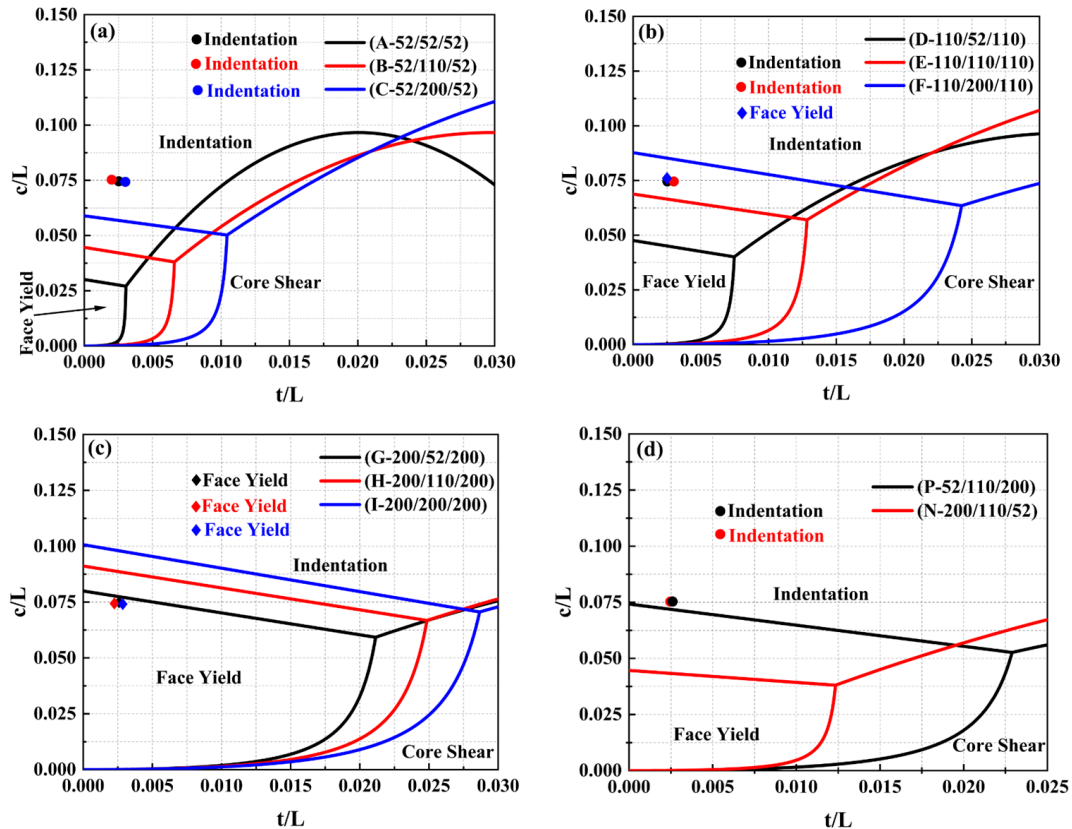 (a)
Indentation (A-52/52/52)
Indentation (B-52/110/52)
Indentation (C-52/200/52)
Indentation
Core Shear
Face Yield
0.150
0.125
0.100
0.075
0.050
0.025
0.000
c/L
0.000 0.005 0.010 0.015 0.020 0.025 0.030
t/L
(b)
Indentation (D-110/52/110)
Indentation (E-110/110/110)
Face Yield (F-110/200/110)
Indentation
Face Yield Core Shear
0.150
0.125
0.100
0.075
0.050
0.025
0.000
c/L
0.000 0.005 0.010 0.015 0.020 0.025 0.030
t/L
(c)
(G-200/52/200)
Face Yield (H-200/110/200)
Face Yield (I-200/200/200)
Face Yield
Indentation
Face Yield
Core Shear
0.150
0.125
0.100
0.075
0.050
0.025
0.000
c/L
0.000 0.005 0.010 0.015 0.020 0.025 0.030
t/L
(d)
(P-52/110/200)
Indentation (N-200/110/52)
Indentation
Indentation
Face Yield
Core Shear
0.150
0.125
0.100
0.075
0.050
0.025
0.000
c/L
0.000 0.005 0.010 0.015 0.020 0.025
t/L